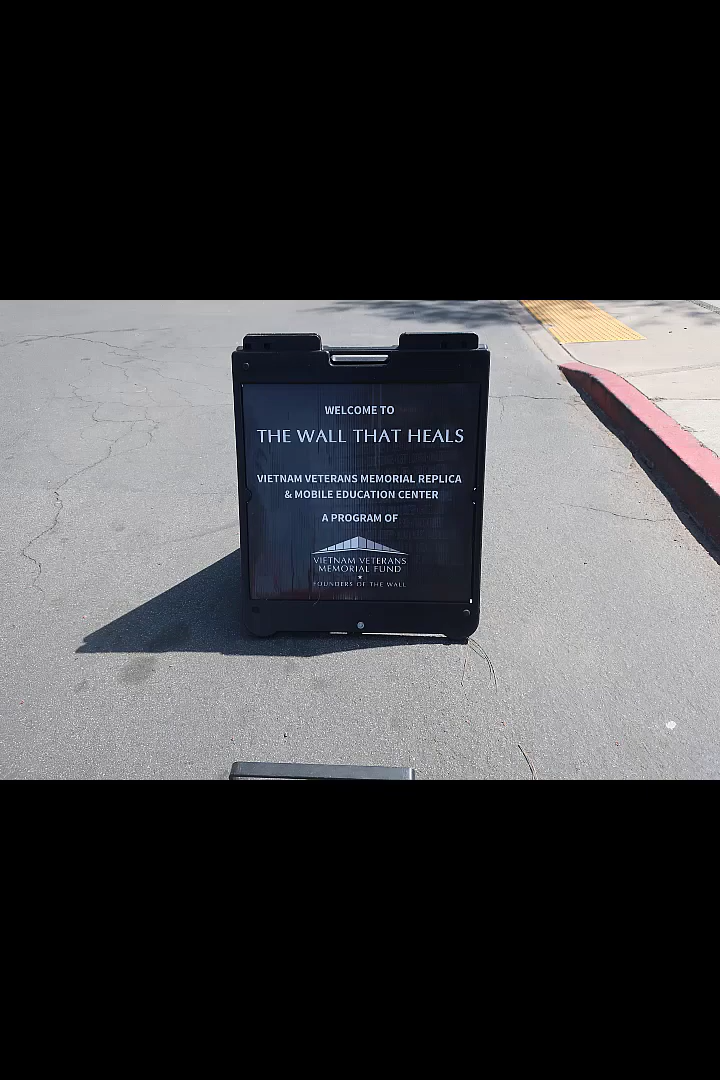 WELCOME TO
THE WALL THAT HEALS
VIETNAM VETERANS MEMORIAL REPLICA
& MOBILE EDUCATION CENTER
A PROGRAM OF
VIETNAM VETERANS
MEMORIAL FUND
FOUNDERS OF THE WALL